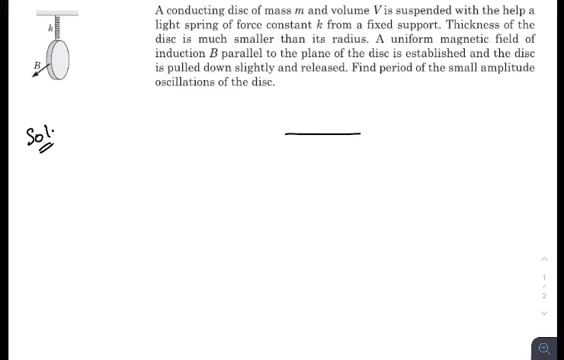 A conducting disc of mass m and volume V is suspended with the help a
light spring of force constant k from a fixed support. Thickness of the
disc is much smaller than its radius. A uniform magnetic field of
induction B parallel to the plane of the disc is established and the disc
is pulled down slightly and released. Find period of the small amplitude
oscillations of the disc.
k
B
Sol.
1
/
2